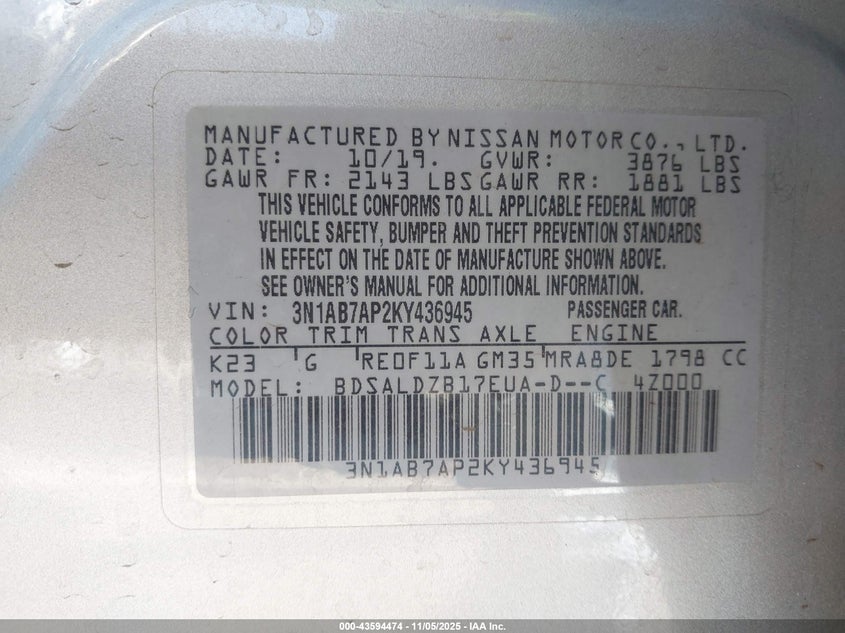 MANUFACTURED BY NISSAN MOTOR CO., LTD.
DATE: 10/19. GVWR: 3876 LBS
GAWR FR: 2143 LBS GAWR RR: 1881 LBS
THIS VEHICLE CONFORMS TO ALL APPLICABLE FEDERAL MOTOR
VEHICLE SAFETY, BUMPER AND THEFT PREVENTION STANDARDS
IN EFFECT ON THE DATE OF MANUFACTURE SHOWN ABOVE.
SEE OWNER'S MANUAL FOR ADDITIONAL INFORMATION.
VIN: 3N1AB7AP2KY436945 PASSENGER CAR.
COLOR TRIM TRANS AXLE ENGINE
K23 G RE0F11A GM35 MRA8DE 1798 CC
MODEL: BDSALDZB17EUA-D--C 4Z000
3N1AB7AP2KY436945
000-43594474 - 11/05/2025 - IAA Inc.